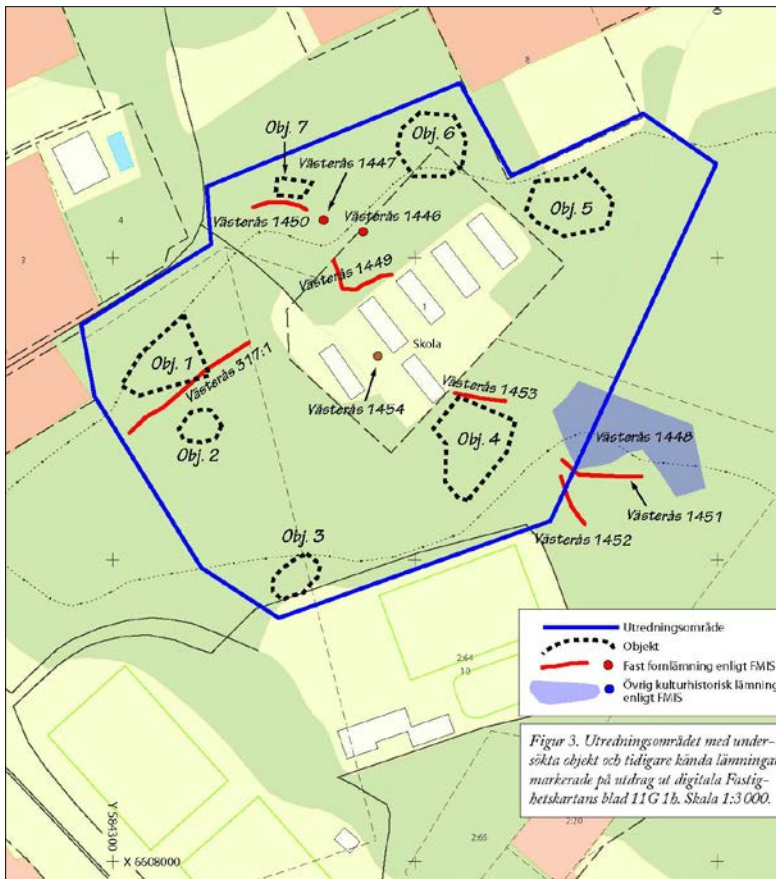 8
Obj. 7
Obj. 6
Västerås 1447
4
Västerås 1450
Västerås 1446
Obj. 5
3
Västerås 1449
1
Skola
Obj. 1
Västerås 317:1
Västerås 1453
Västerås 1454
Obj. 2
Obj. 4
Västerås 1448
Västerås 1451
Västerås 1452
Obj. 3
Utredningsområde
Objekt
Fast fornlämning enligt FMIS
Övrig kulturhistorisk lämning
enligt FMIS
2:64
10
Figur 3. Utredningsområdet med under-
sökta objekt och tidigare kända lämningar
markerade på utdrag ut digitala Fastig-
hetskartans blad 11G 1h. Skala 1:3 000.
Y 584300
X 6608000
2:65
2:20